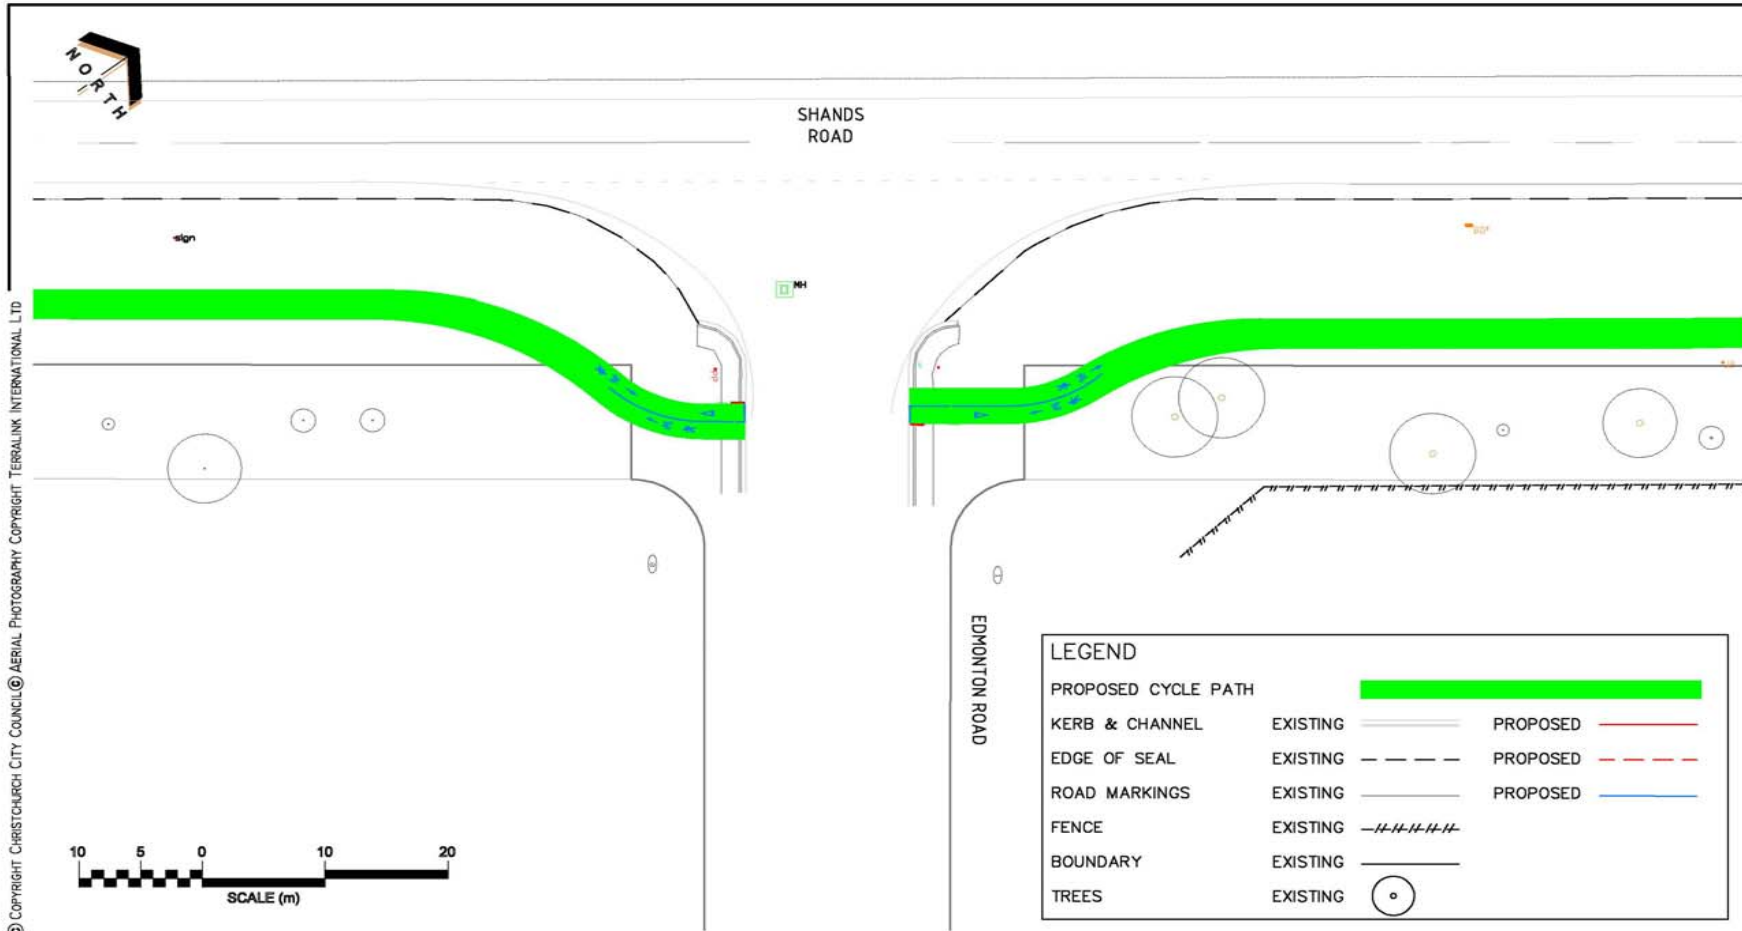 NORTH
SHANDS
ROAD
sign
MH
EDMONTON ROAD
LEGEND
PROPOSED CYCLE PATH
KERB & CHANNEL EXISTING PROPOSED
EDGE OF SEAL EXISTING PROPOSED
ROAD MARKINGS EXISTING PROPOSED
FENCE EXISTING
BOUNDARY EXISTING
TREES EXISTING
10 5 0 10 20
SCALE (m)
© COPYRIGHT CHRISTCHURCH CITY COUNCIL © AERIAL PHOTOGRAPHY COPYRIGHT TERRALINK INTERNATIONAL LTD